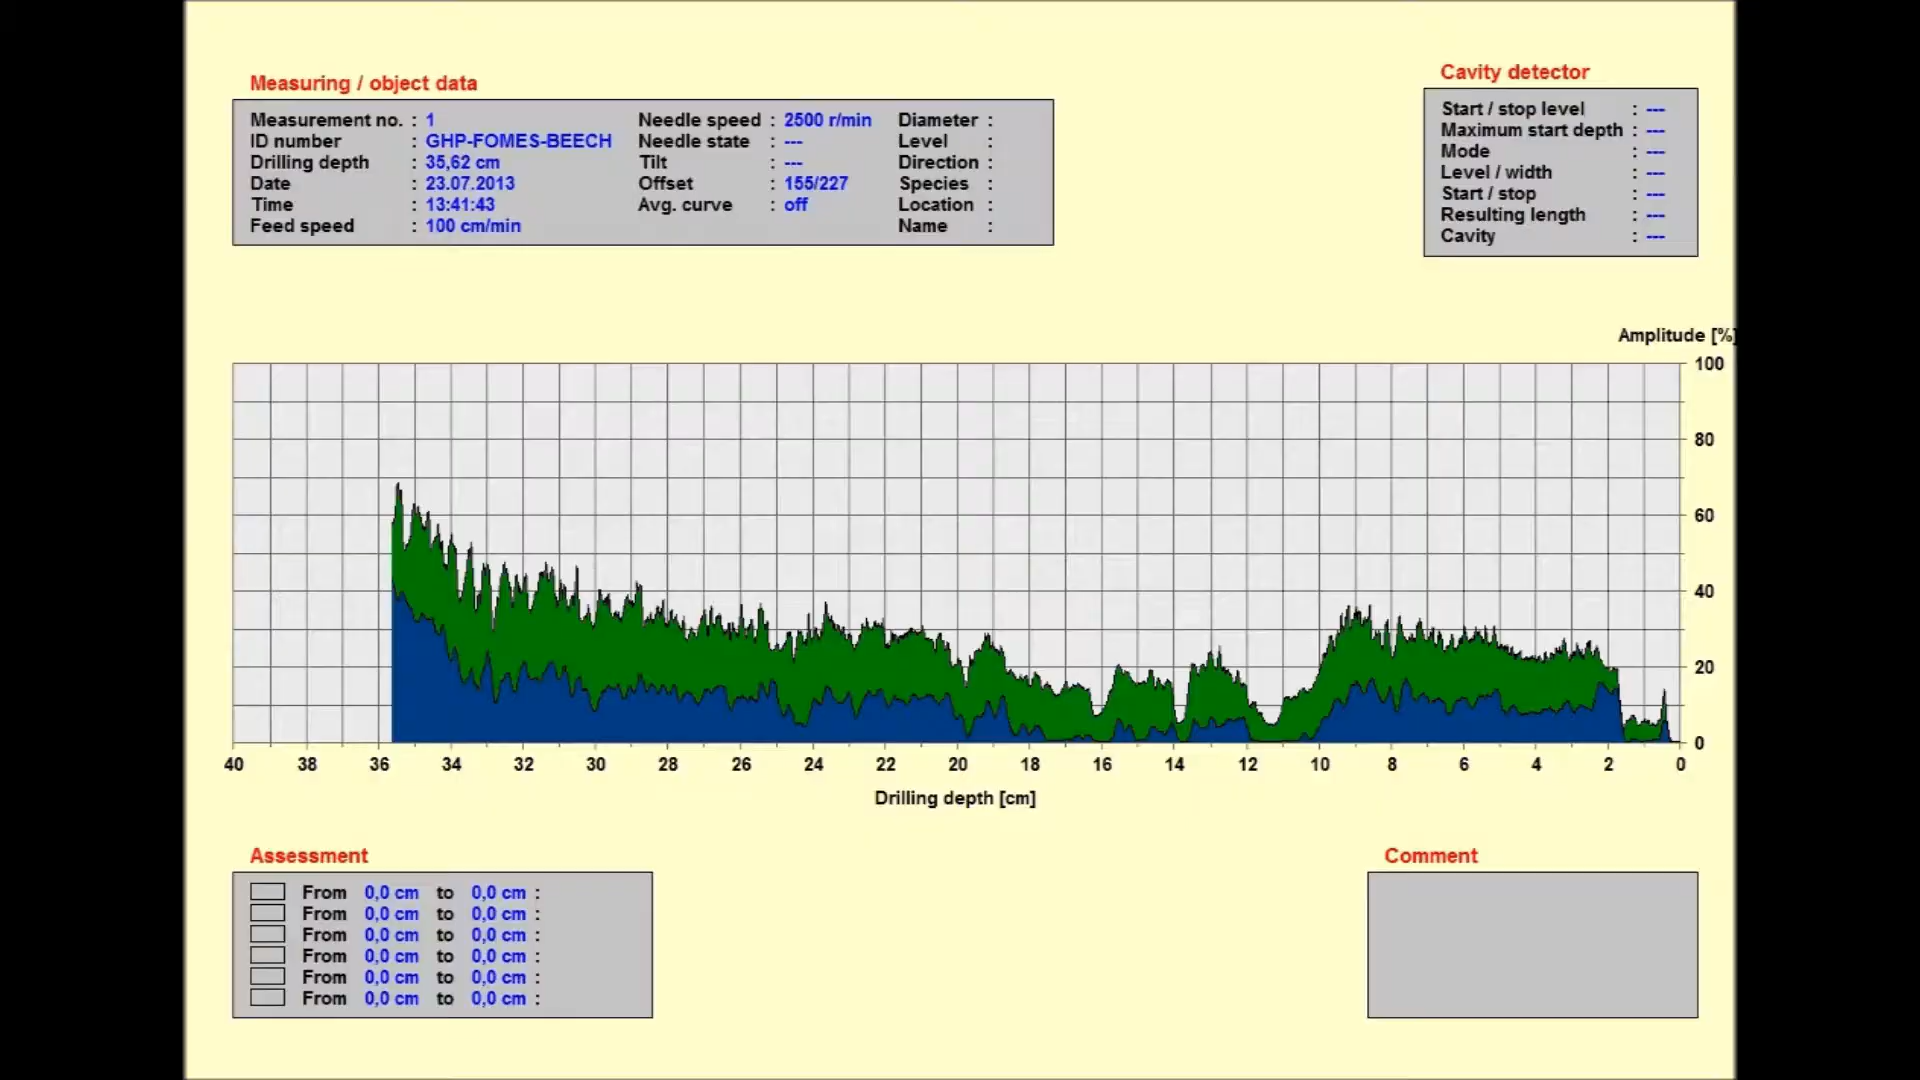 Measuring / object data
Measurement no. : 1
ID number : GHP-FOMES-BEECH
Drilling depth : 35,62 cm
Date : 23.07.2013
Time : 13:41:43
Feed speed : 100 cm/min
Needle speed : 2500 r/min
Needle state : ---
Tilt : ---
Offset : 155/227
Avg. curve : off
Diameter :
Level :
Direction :
Species :
Location :
Name :
Cavity detector
Start / stop level : ---
Maximum start depth : ---
Mode : ---
Level / width : ---
Start / stop : ---
Resulting length : ---
Cavity : ---
Amplitude [%]
100
80
60
40
20
0
40 38 36 34 32 30 28 26 24 22 20 18 16 14 12 10 8 6 4 2 0
Drilling depth [cm]
Assessment
From 0,0 cm to 0,0 cm :
From 0,0 cm to 0,0 cm :
From 0,0 cm to 0,0 cm :
From 0,0 cm to 0,0 cm :
From 0,0 cm to 0,0 cm :
From 0,0 cm to 0,0 cm :
Comment